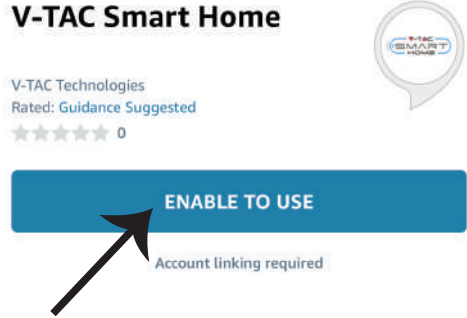 V-TAC Smart Home
V-TAC
SMART
HOME
V-TAC Technologies
Rated: Guidance Suggested
0
ENABLE TO USE
Account linking required